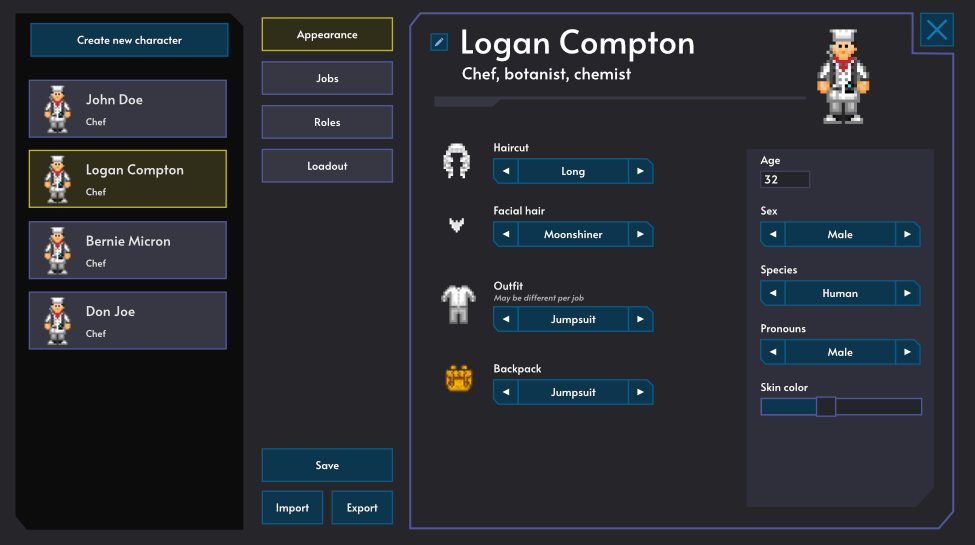 Create new character
John Doe
Chef
Logan Compton
Chef
Bernie Micron
Chef
Don Joe
Chef
Appearance
Jobs
Roles
Loadout
Save
Import
Export
Logan Compton
Chef, botanist, chemist
Haircut
Long
Facial hair
Moonshiner
Outfit
May be different per job
Jumpsuit
Backpack
Jumpsuit
Age
32
Sex
Male
Species
Human
Pronouns
Male
Skin color